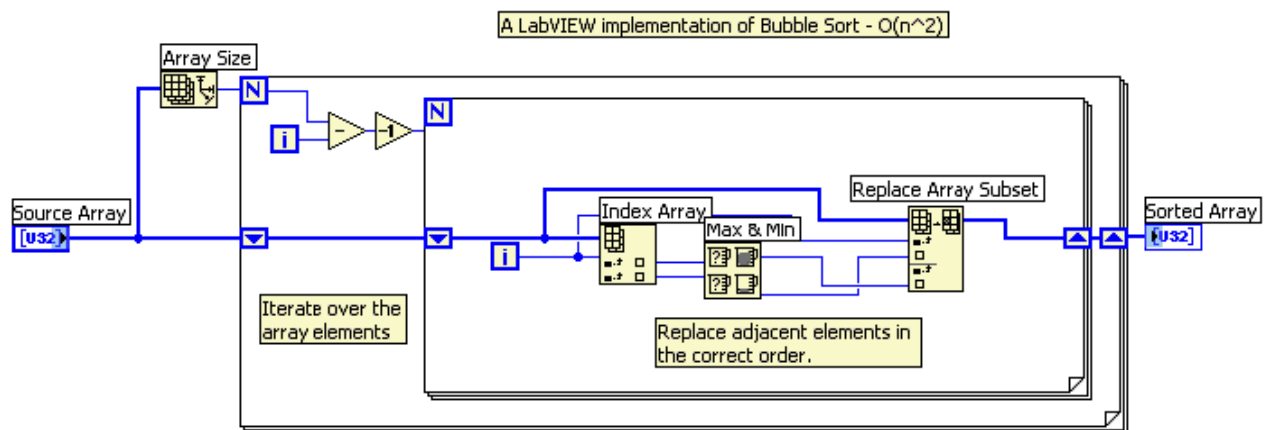 A LabVIEW implementation of Bubble Sort - O(n^2)
Array Size
N
N
i
-
-1
Source Array
[U32]
Index Array
Max & Min
Replace Array Subset
Sorted Array
[U32]
i
Iterate over the
array elements
Replace adjacent elements in
the correct order.